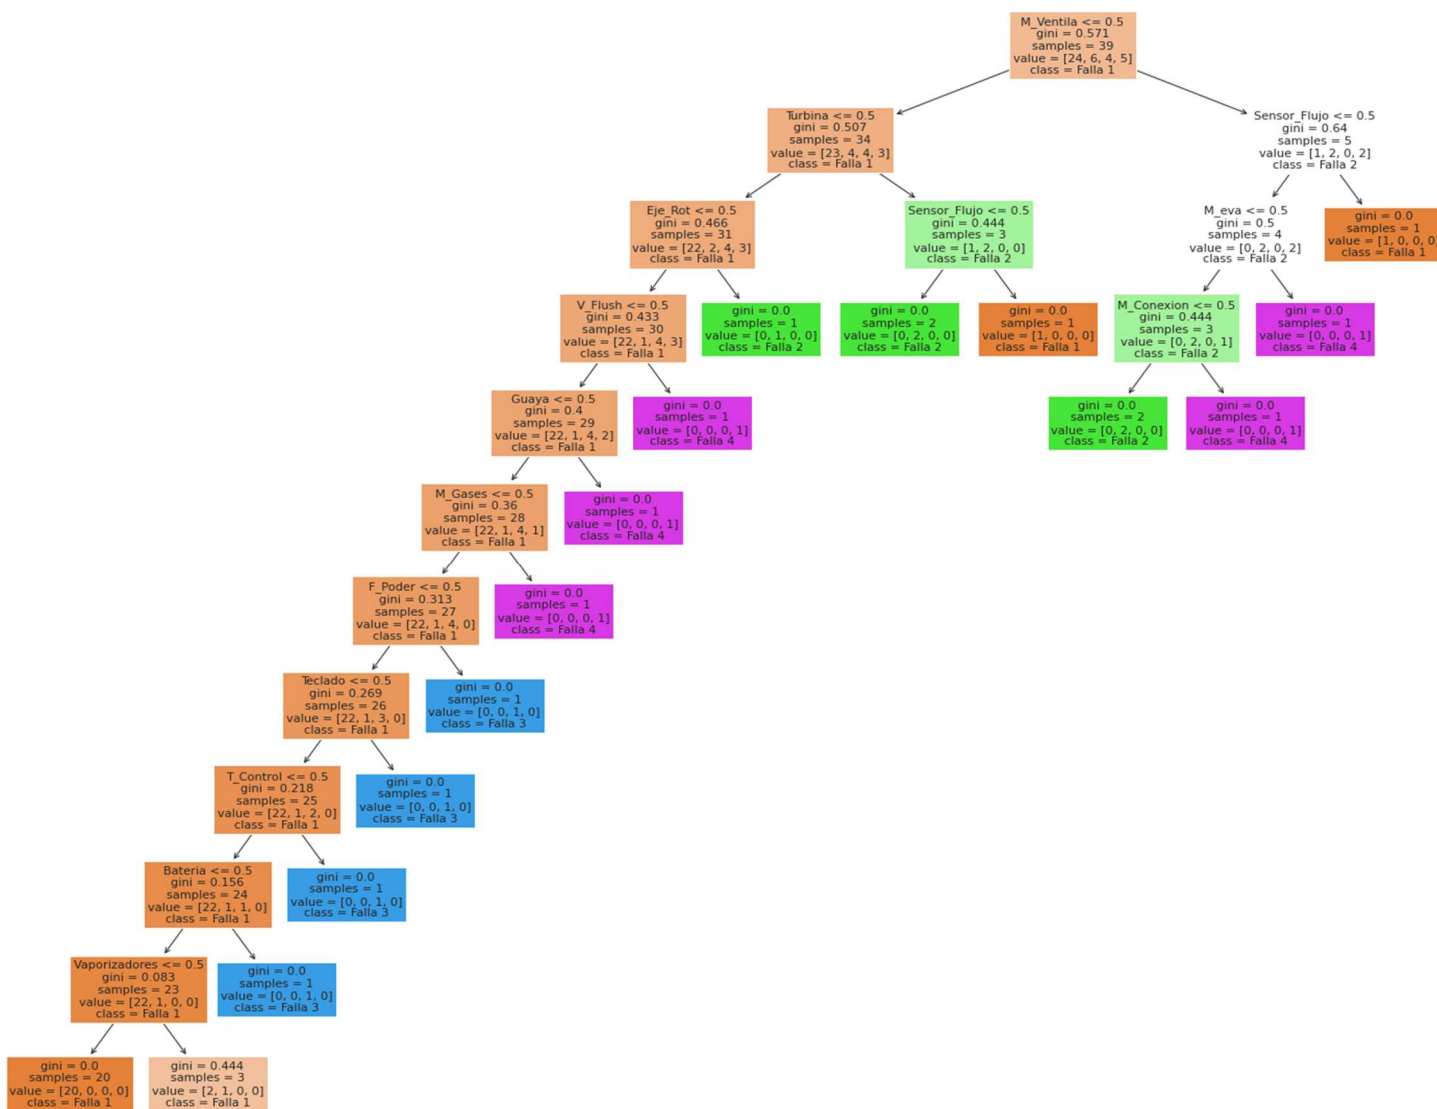 M_Ventila <= 0.5
gini = 0.571
samples = 39
value = [24, 6, 4, 5]
class = Falla 1
Turbina <= 0.5
gini = 0.507
samples = 34
value = [23, 4, 4, 3]
class = Falla 1
Sensor_Flujo <= 0.5
gini = 0.64
samples = 5
value = [1, 2, 0, 2]
class = Falla 2
Eje_Rot <= 0.5
gini = 0.466
samples = 31
value = [22, 2, 4, 3]
class = Falla 1
Sensor_Flujo <= 0.5
gini = 0.444
samples = 3
value = [1, 2, 0, 0]
class = Falla 2
M_eva <= 0.5
gini = 0.5
samples = 4
value = [0, 2, 0, 2]
class = Falla 2
gini = 0.0
samples = 1
value = [1, 0, 0, 0]
class = Falla 1
V_Flush <= 0.5
gini = 0.433
samples = 30
value = [22, 1, 4, 3]
class = Falla 1
gini = 0.0
samples = 1
value = [0, 1, 0, 0]
class = Falla 2
gini = 0.0
samples = 2
value = [0, 2, 0, 0]
class = Falla 2
gini = 0.0
samples = 1
value = [1, 0, 0, 0]
class = Falla 1
M_Conexion <= 0.5
gini = 0.444
samples = 3
value = [0, 2, 0, 1]
class = Falla 2
gini = 0.0
samples = 1
value = [0, 0, 0, 1]
class = Falla 4
Guaya <= 0.5
gini = 0.4
samples = 29
value = [22, 1, 4, 2]
class = Falla 1
gini = 0.0
samples = 1
value = [0, 0, 0, 1]
class = Falla 4
gini = 0.0
samples = 2
value = [0, 2, 0, 0]
class = Falla 2
gini = 0.0
samples = 1
value = [0, 0, 0, 1]
class = Falla 4
M_Gases <= 0.5
gini = 0.36
samples = 28
value = [22, 1, 4, 1]
class = Falla 1
gini = 0.0
samples = 1
value = [0, 0, 0, 1]
class = Falla 4
F_Poder <= 0.5
gini = 0.313
samples = 27
value = [22, 1, 4, 0]
class = Falla 1
gini = 0.0
samples = 1
value = [0, 0, 0, 1]
class = Falla 4
Teclado <= 0.5
gini = 0.269
samples = 26
value = [22, 1, 3, 0]
class = Falla 1
gini = 0.0
samples = 1
value = [0, 0, 1, 0]
class = Falla 3
T_Control <= 0.5
gini = 0.218
samples = 25
value = [22, 1, 2, 0]
class = Falla 1
gini = 0.0
samples = 1
value = [0, 0, 1, 0]
class = Falla 3
Bateria <= 0.5
gini = 0.156
samples = 24
value = [22, 1, 1, 0]
class = Falla 1
gini = 0.0
samples = 1
value = [0, 0, 1, 0]
class = Falla 3
Vaporizadores <= 0.5
gini = 0.083
samples = 23
value = [22, 1, 0, 0]
class = Falla 1
gini = 0.0
samples = 1
value = [0, 0, 1, 0]
class = Falla 3
gini = 0.0
samples = 20
value = [20, 0, 0, 0]
class = Falla 1
gini = 0.444
samples = 3
value = [2, 1, 0, 0]
class = Falla 1